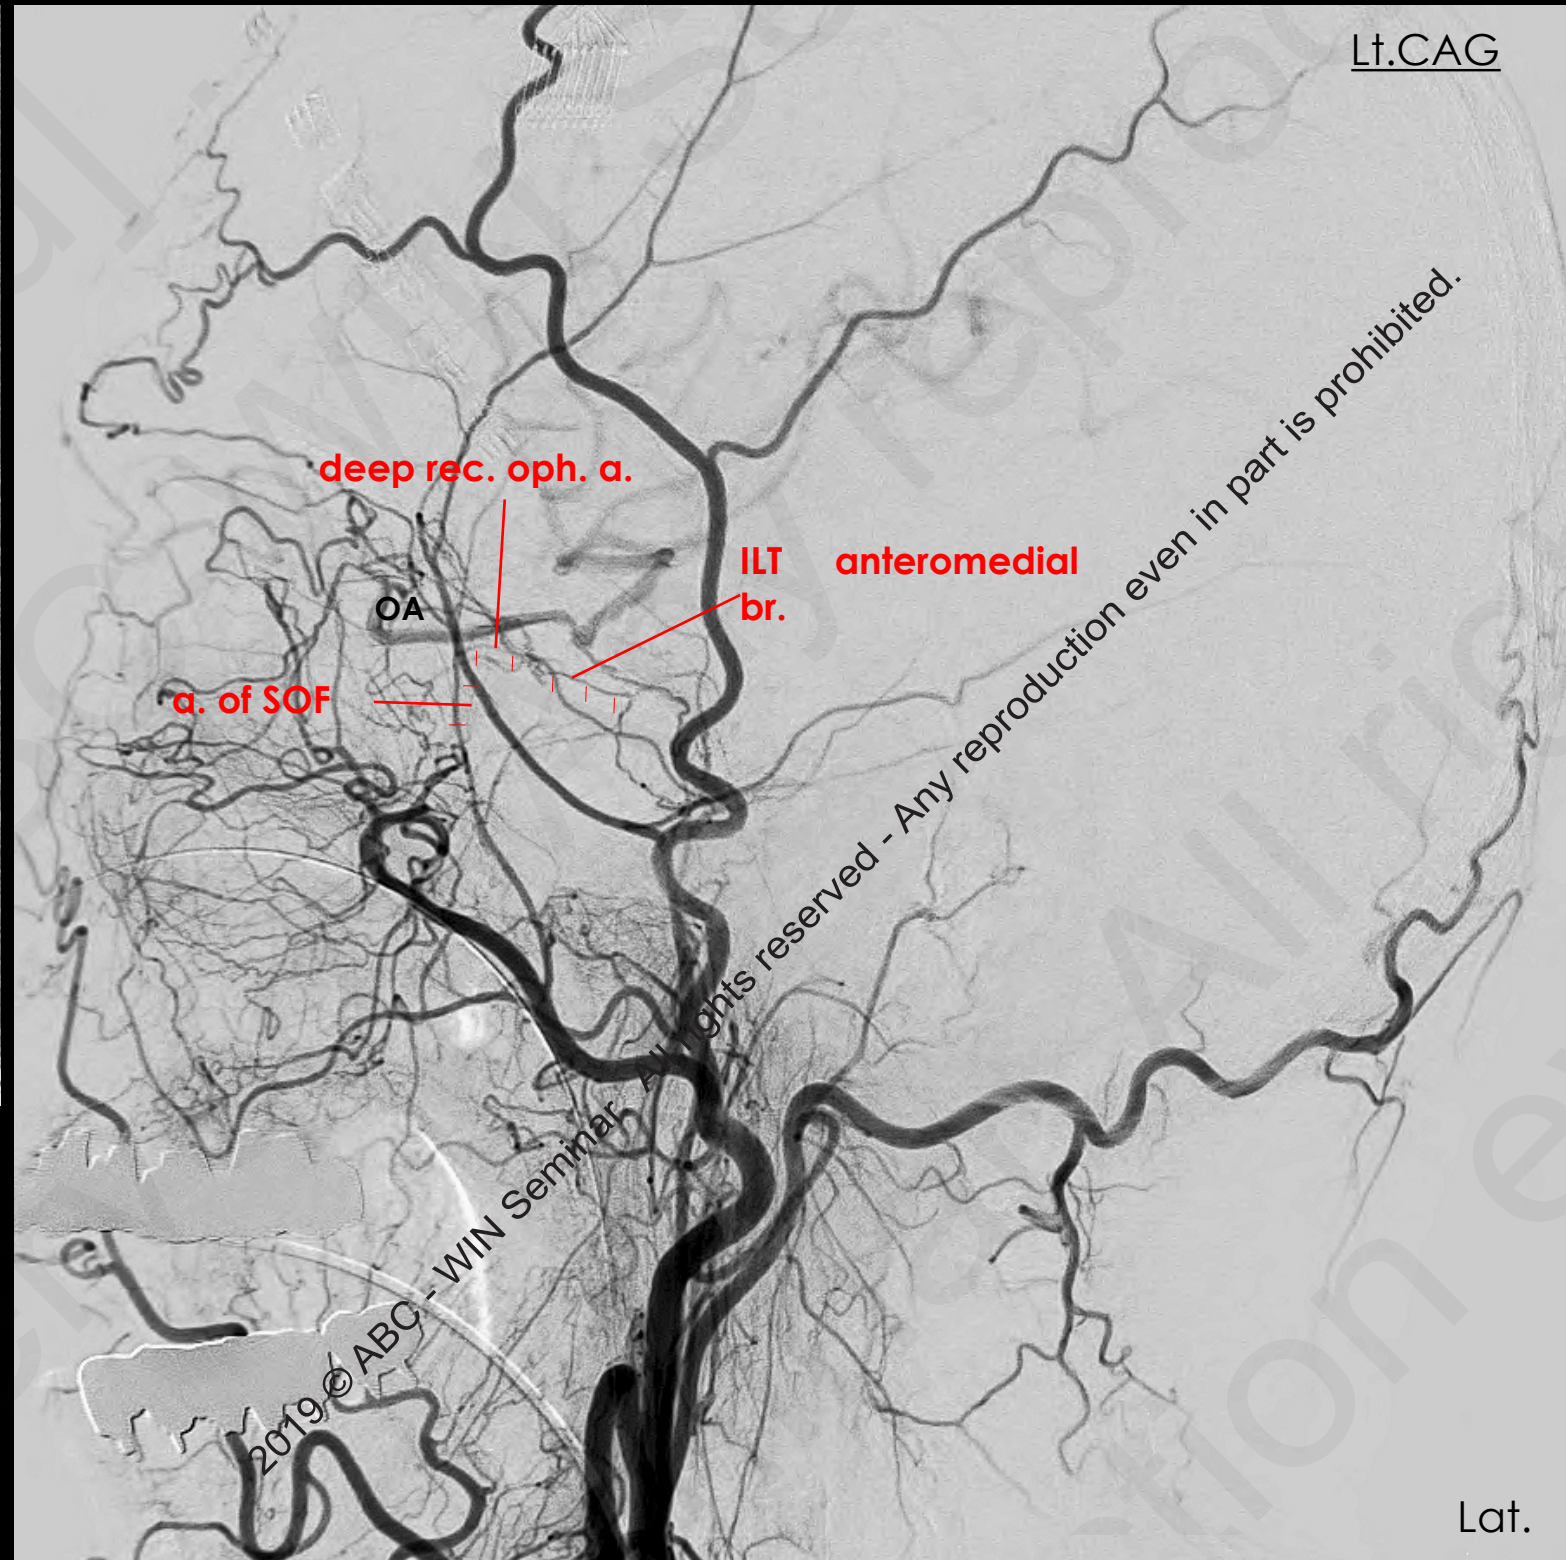 Lt.CAG
deep rec. oph. a.
ILT anteromedial
br.
OA
a. of SOF
2019 © ABC - WIN Seminar All rights reserved - Any reproduction even in part is prohibited.
Lat.